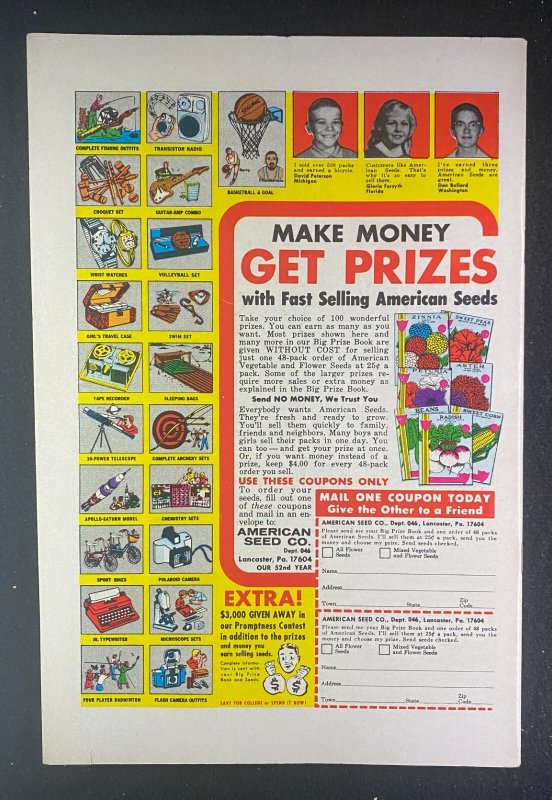 COMPLETE FISHING OUTFITS
TRANSISTOR RADIO
CROQUET SET
GUITAR-AMP COMBO
BASKETBALL & GOAL
WRIST WATCHES
VOLLEYBALL SET
GIRL'S TRAVEL CASE
SWIM SET
TAPE RECORDER
SLEEPING BAGS
30-POWER TELESCOPE
COMPLETE ARCHERY SETS
APOLLO-SATURN MODEL
CHEMISTRY SETS
SPORT BIKES
POLAROID CAMERA
JR. TYPEWRITER
MICROSCOPE SETS
FOUR PLAYER BADMINTON
FLASH CAMERA OUTFITS
I sold over 500 packs
and earned a bicycle.
David Peterson
Michigan
Customers like Amer-
ican Seeds. That's
why it's so easy to
sell them.
Gloria Forsyth
Florida
I've earned three
prizes and money.
American Seeds are
great.
Dan Bollard
Washington
MAKE MONEY
GET PRIZES
with Fast Selling American Seeds
Take your choice of 100 wonderful
prizes. You can earn as many as you
want. Most prizes shown here and
many more in our Big Prize Book are
given WITHOUT COST for selling
just one 48-pack order of American
Vegetable and Flower Seeds at 25¢ a
pack. Some of the larger prizes re-
quire more sales or extra money as
explained in the Big Prize Book.
Send NO MONEY, We Trust You
Everybody wants American Seeds.
They're fresh and ready to grow.
You'll sell them quickly to family,
friends and neighbors. Many boys and
girls sell their packs in one day. You
can too — and get your prize at once.
Or, if you want money instead of a
prize, keep $4.00 for every 48-pack
order you sell.
ZINNIA
SWEET PEAS
PETUNIA
ASTER
BEANS
RADISH
SWEET CORN
USE THESE COUPONS ONLY
To order your
seeds, fill out one
of these coupons
and mail in an en-
velope to:
AMERICAN
SEED CO.
Dept. 046
Lancaster, Pa. 17604
OUR 52nd YEAR
MAIL ONE COUPON TODAY
Give the Other to a Friend
AMERICAN SEED CO., Dept. 046, Lancaster, Pa. 17604
Please send me your Big Prize Book and one order of 48 packs
of American Seeds. I'll sell them at 25¢ a pack, send you the
money and choose my prize. Send seeds checked.
All Flower
Seeds
Mixed Vegetable
and Flower Seeds
Name
Address
Town State Zip Code
AMERICAN SEED CO., Dept. 046, Lancaster, Pa. 17604
Please send me your Big Prize Book and one order of 48 packs
of American Seeds. I'll sell them at 25¢ a pack, send you the
money and choose my prize. Send seeds checked.
All Flower
Seeds
Mixed Vegetable
and Flower Seeds
Name
Address
Town State Zip Code
EXTRA!
$3,000 GIVEN AWAY in
our Promptness Contest
in addition to the prizes
and money you
earn selling seeds.
Complete informa-
tion is sent with
your Big Prize
Book and Seeds.
$ $
SAVE FOR COLLEGE or SPEND IT NOW!